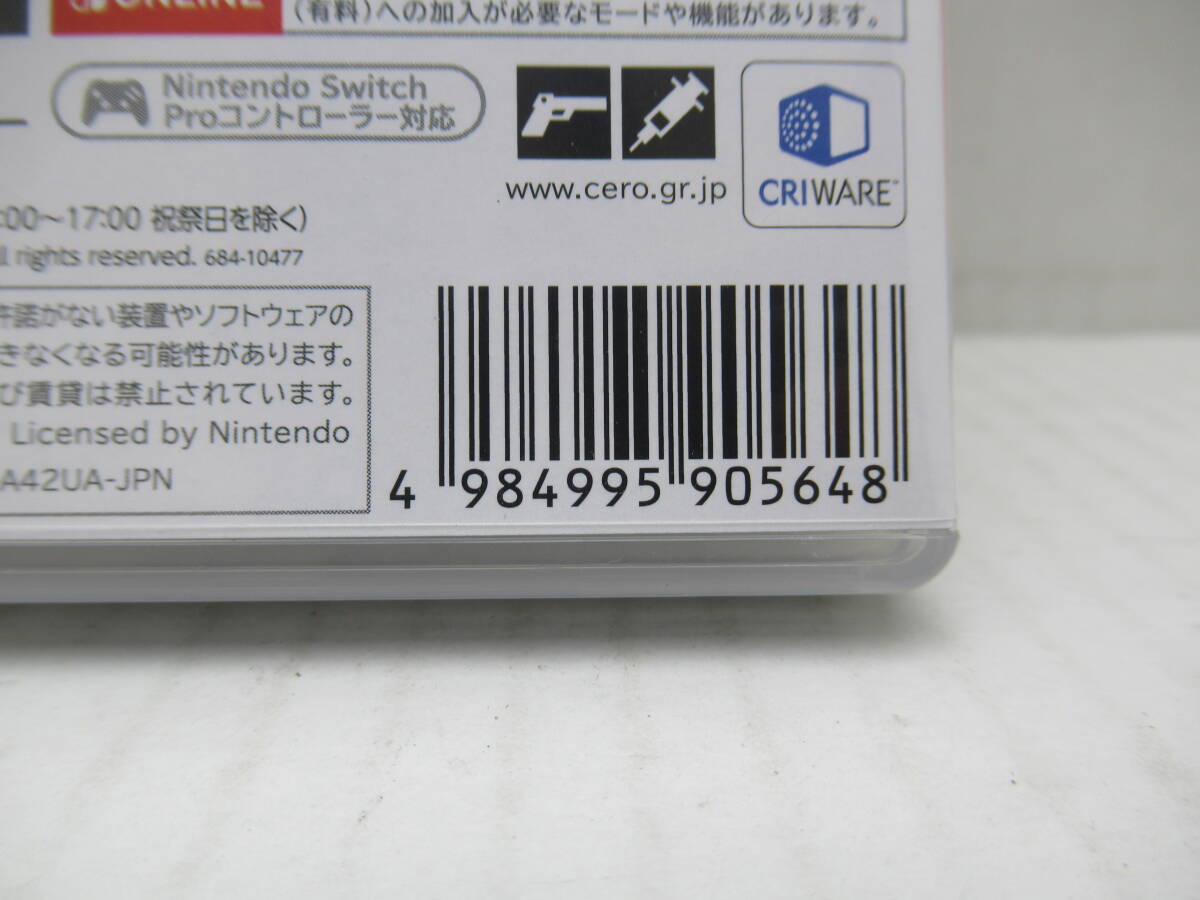 ONLINE
(有料)への加入が必要なモードや機能があります。
Nintendo Switch
Proコントローラー対応
www.cero.gr.jp
CRIWARE™
:00～17:00 祝祭日を除く)
ll rights reserved. 684-10477
許諾がない装置やソフトウェアの
きなくなる可能性があります。
び賃貸は禁止されています。
Licensed by Nintendo
A42UA-JPN
4 984995 905648